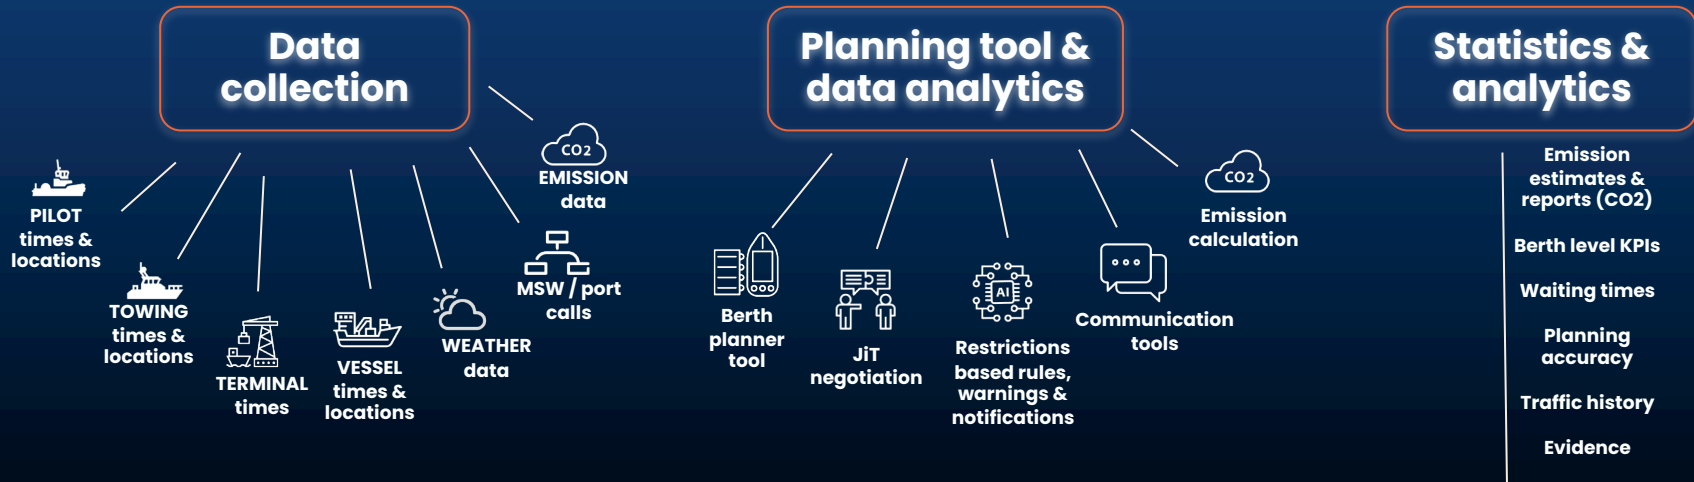 Data
collection
Planning tool &
data analytics
Statistics &
analytics
PILOT
times &
locations
TOWING
times &
locations
TERMINAL
times
VESSEL
times &
locations
WEATHER
data
MSW / port
calls
CO2
EMISSION
data
Berth
planner
tool
JiT
negotiation
AI
Restrictions
based rules,
warnings &
notifications
Communication
tools
CO2
Emission
calculation
Emission
estimates &
reports (CO2)
Berth level KPIs
Waiting times
Planning
accuracy
Traffic history
Evidence